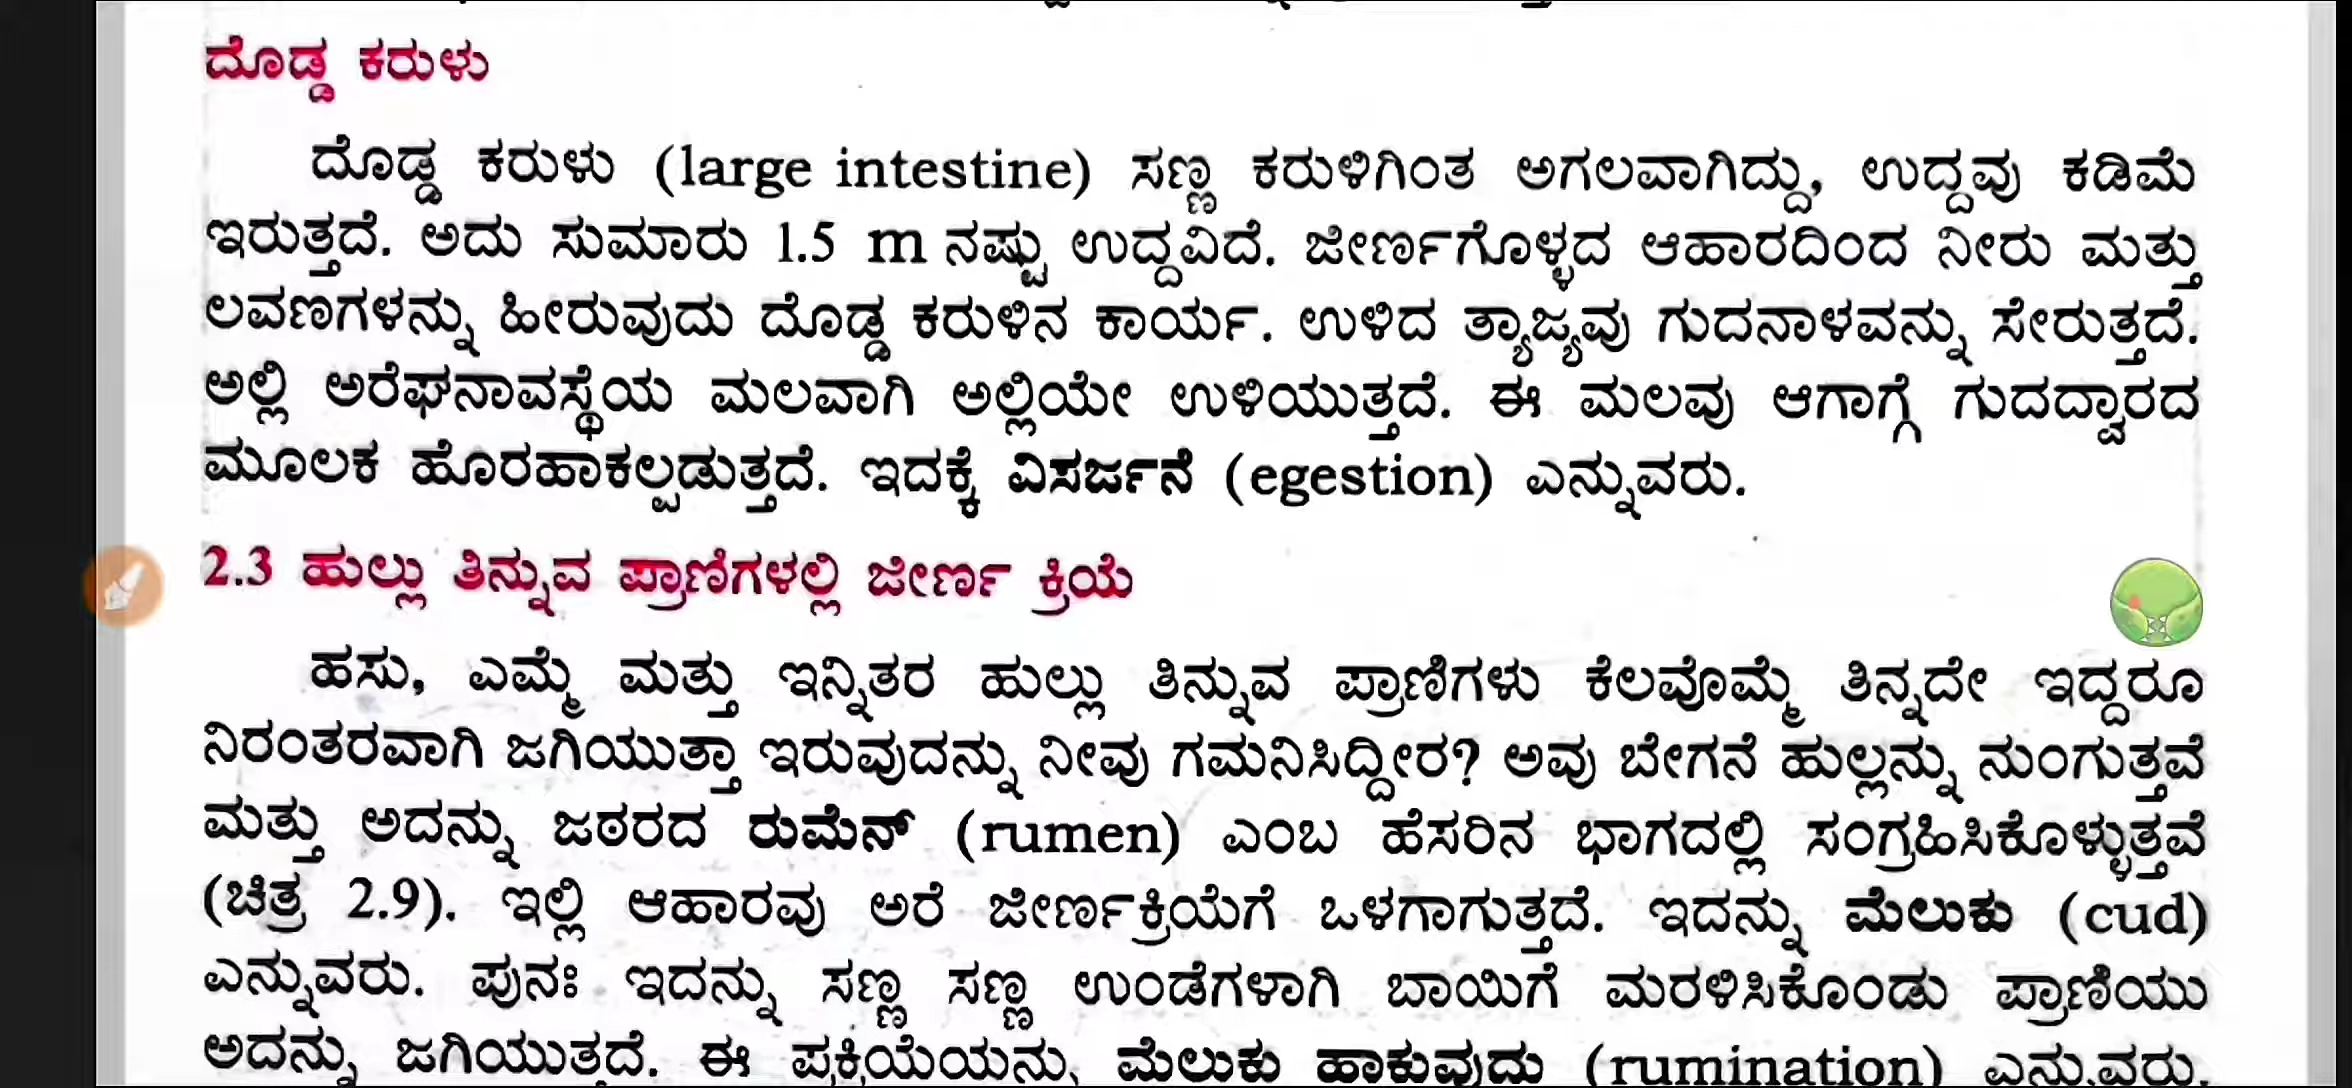 ದೊಡ್ಡ ಕರುಳು
ದೊಡ್ಡ ಕರುಳು (large intestine) ಸಣ್ಣ ಕರುಳಿಗಿಂತ ಅಗಲವಾಗಿದ್ದು, ಉದ್ದವು ಕಡಿಮೆ
ಇರುತ್ತದೆ. ಅದು ಸುಮಾರು 1.5 m ನಷ್ಟು ಉದ್ದವಿದೆ. ಜೀರ್ಣಗೊಳ್ಳದ ಆಹಾರದಿಂದ ನೀರು ಮತ್ತು
ಲವಣಗಳನ್ನು ಹೀರುವುದು ದೊಡ್ಡ ಕರುಳಿನ ಕಾರ್ಯ. ಉಳಿದ ತ್ಯಾಜ್ಯವು ಗುದನಾಳವನ್ನು ಸೇರುತ್ತದೆ.
ಅಲ್ಲಿ ಅರೆಘನಾವಸ್ಥೆಯ ಮಲವಾಗಿ ಅಲ್ಲಿಯೇ ಉಳಿಯುತ್ತದೆ. ಈ ಮಲವು ಆಗಾಗ್ಗೆ ಗುದದ್ವಾರದ
ಮೂಲಕ ಹೊರಹಾಕಲ್ಪಡುತ್ತದೆ. ಇದಕ್ಕೆ ವಿಸರ್ಜನೆ (egestion) ಎನ್ನುವರು.
2.3 ಹುಲ್ಲು ತಿನ್ನುವ ಪ್ರಾಣಿಗಳಲ್ಲಿ ಜೀರ್ಣ ಕ್ರಿಯೆ
ಹಸು, ಎಮ್ಮೆ ಮತ್ತು ಇನ್ನಿತರ ಹುಲ್ಲು ತಿನ್ನುವ ಪ್ರಾಣಿಗಳು ಕೆಲವೊಮ್ಮೆ ತಿನ್ನದೇ ಇದ್ದರೂ
ನಿರಂತರವಾಗಿ ಜಗಿಯುತ್ತಾ ಇರುವುದನ್ನು ನೀವು ಗಮನಿಸಿದ್ದೀರ? ಅವು ಬೇಗನೆ ಹುಲ್ಲನ್ನು ನುಂಗುತ್ತವೆ
ಮತ್ತು ಅದನ್ನು ಜಠರದ ರುಮೆನ್ (rumen) ಎಂಬ ಹೆಸರಿನ ಭಾಗದಲ್ಲಿ ಸಂಗ್ರಹಿಸಿಕೊಳ್ಳುತ್ತವೆ
(ಚಿತ್ರ 2.9). ಇಲ್ಲಿ ಆಹಾರವು ಅರೆ ಜೀರ್ಣಕ್ರಿಯೆಗೆ ಒಳಗಾಗುತ್ತದೆ. ಇದನ್ನು ಮೆಲುಕು (cud)
ಎನ್ನುವರು. ಪುನಃ ಇದನ್ನು ಸಣ್ಣ ಸಣ್ಣ ಉಂಡೆಗಳಾಗಿ ಬಾಯಿಗೆ ಮರಳಿಸಿಕೊಂಡು ಪ್ರಾಣಿಯು
ಅದನ್ನು ಜಗಿಯುತ್ತದೆ. ಈ ಪ್ರಕ್ರಿಯೆಯನ್ನು ಮೆಲುಕು ಹಾಕುವುದು (rumination) ಎನ್ನುವರು.